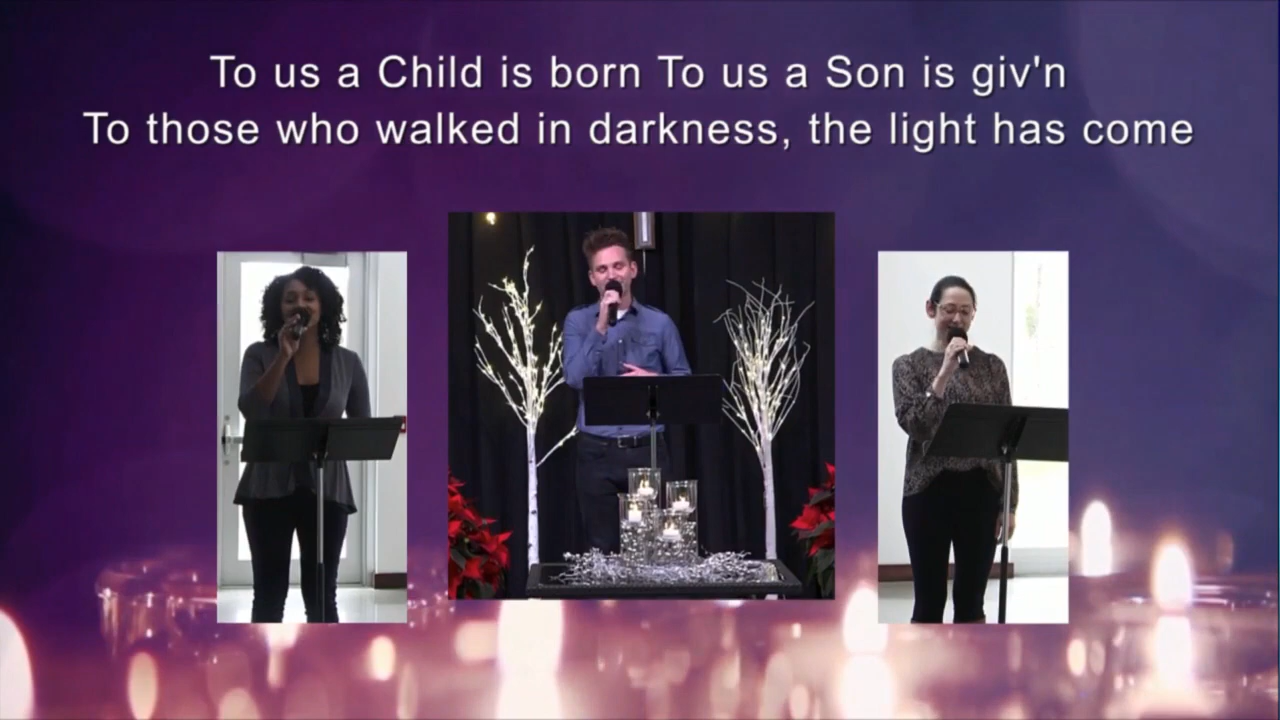 To us a Child is born To us a Son is giv'n
To those who walked in darkness, the light has come